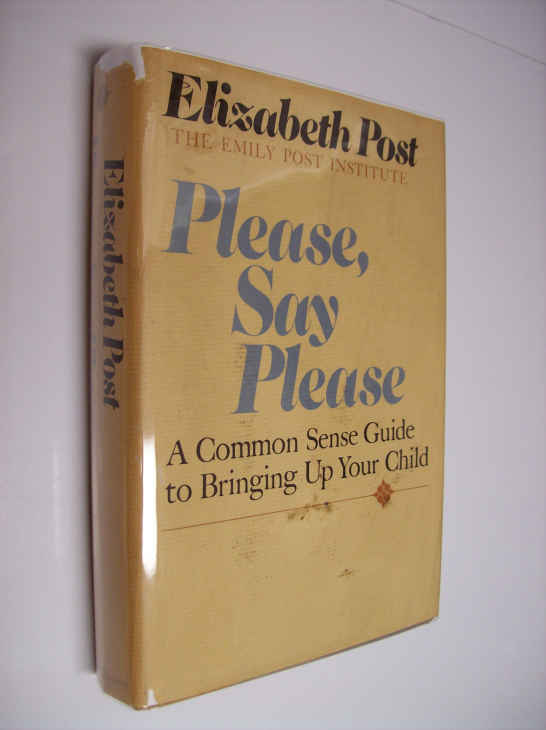 Elizabeth Post
THE EMILY POST INSTITUTE
Please,
Say
Please
A Common Sense Guide
to Bringing Up Your Child
Elizabeth Post